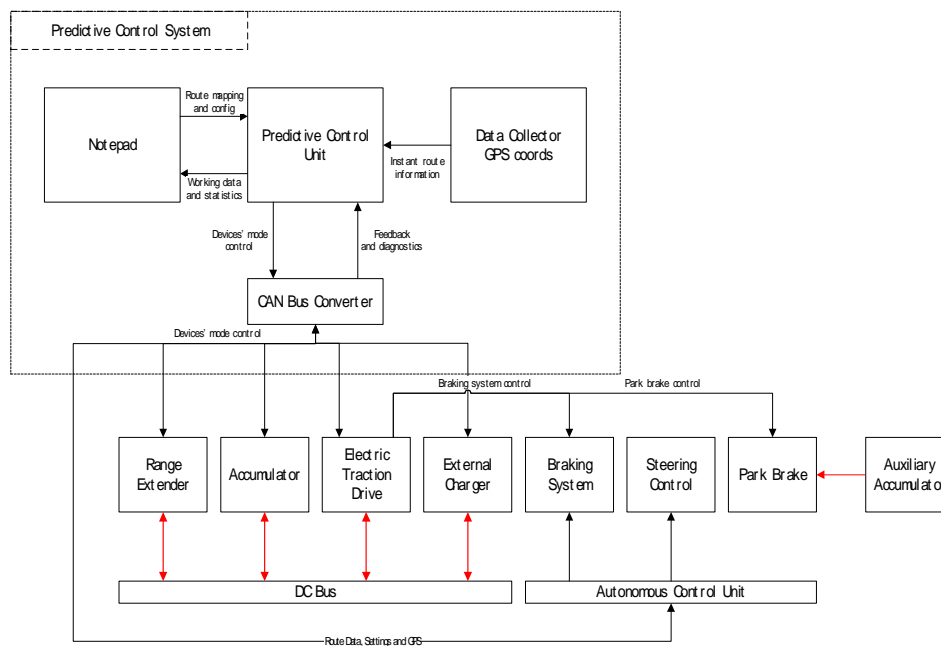 Predictive Control System
Route mapping
and config
Notepad
Predictive Control
Unit
Data Collector
GPS coords
Instant route
information
Working data
and statistics
Devices' mode
control
Feedback
and diagnostics
CAN Bus Converter
Devices' mode control
Braking system control
Park brake control
Range
Extender
Accumulator
Electric
Traction
Drive
External
Charger
Braking
System
Steering
Control
Park Brake
Auxiliary
Accumulator
DC Bus
Autonomous Control Unit
Route Data, Settings and GPS